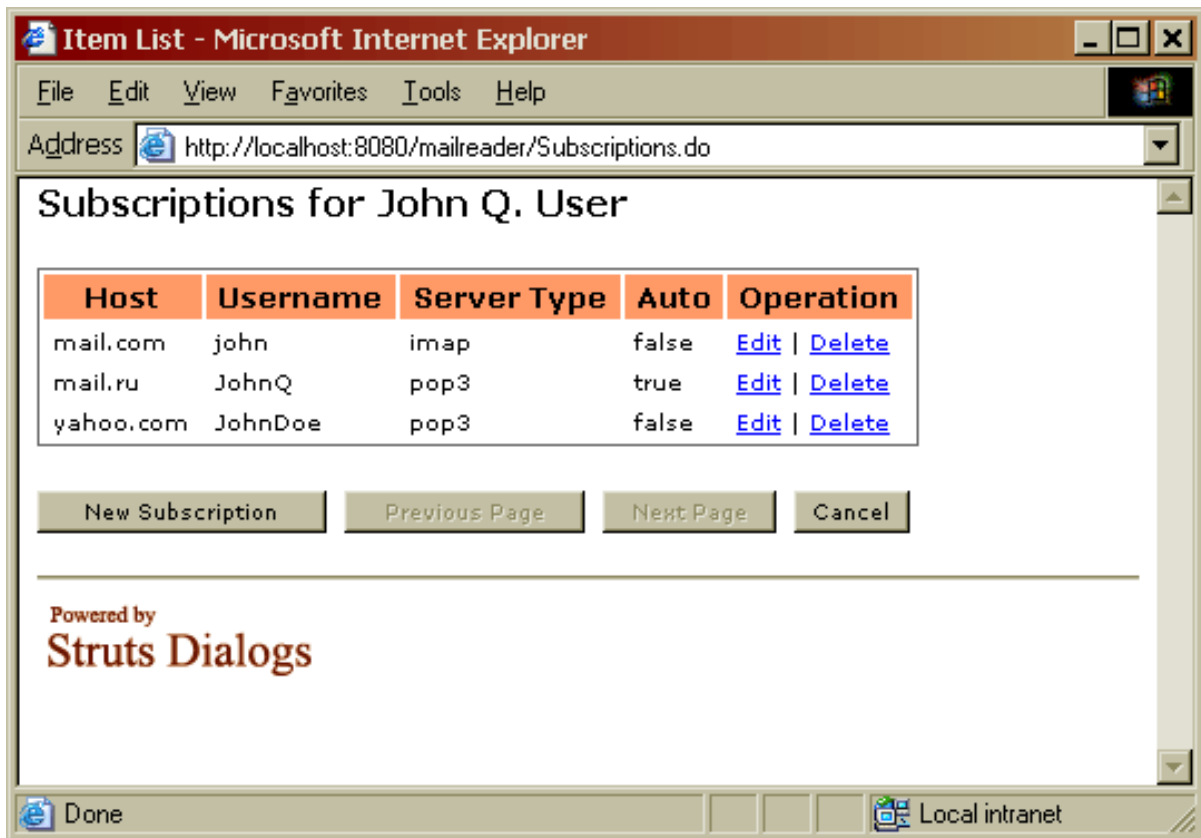 Item List - Microsoft Internet Explorer
File Edit View Favorites Tools Help
Address http://localhost:8080/mailreader/Subscriptions.do
Subscriptions for John Q. User
Host Username Server Type Auto Operation
mail.com john imap false Edit | Delete
mail.ru JohnQ pop3 true Edit | Delete
yahoo.com JohnDoe pop3 false Edit | Delete
New Subscription Previous Page Next Page Cancel
Powered by
Struts Dialogs
Done Local intranet